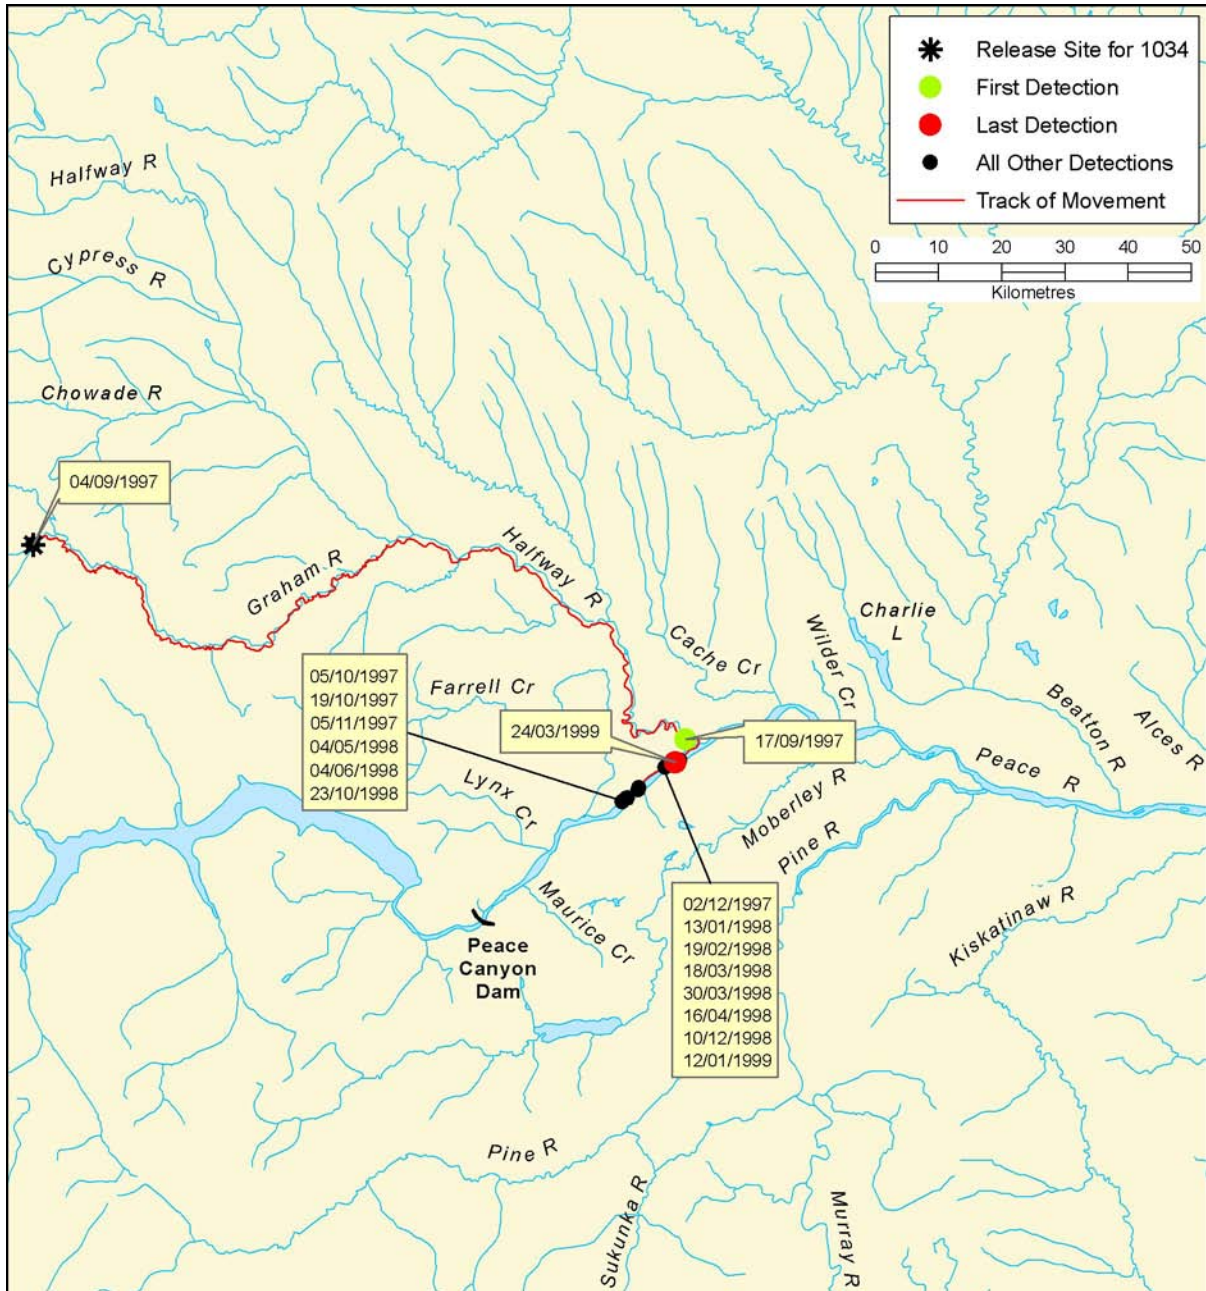 Release Site for 1034
First Detection
Last Detection
All Other Detections
Track of Movement
0 10 20 30 40 50
Kilometres
Halfway R
Cypress R
Chowade R
04/09/1997
Graham R
Halfway R
Charlie
L
Cache Cr
Wilder Cr
Beatton R
Alces R
05/10/1997
19/10/1997
05/11/1997
04/05/1998
04/06/1998
23/10/1998
Farrell Cr
24/03/1999
17/09/1997
Peace R
Lynx Cr
Moberley R
Pine R
Maurice Cr
02/12/1997
13/01/1998
19/02/1998
18/03/1998
30/03/1998
16/04/1998
10/12/1998
12/01/1999
Kiskatinaw R
Peace
Canyon
Dam
Pine R
Sukunka R
Murray R